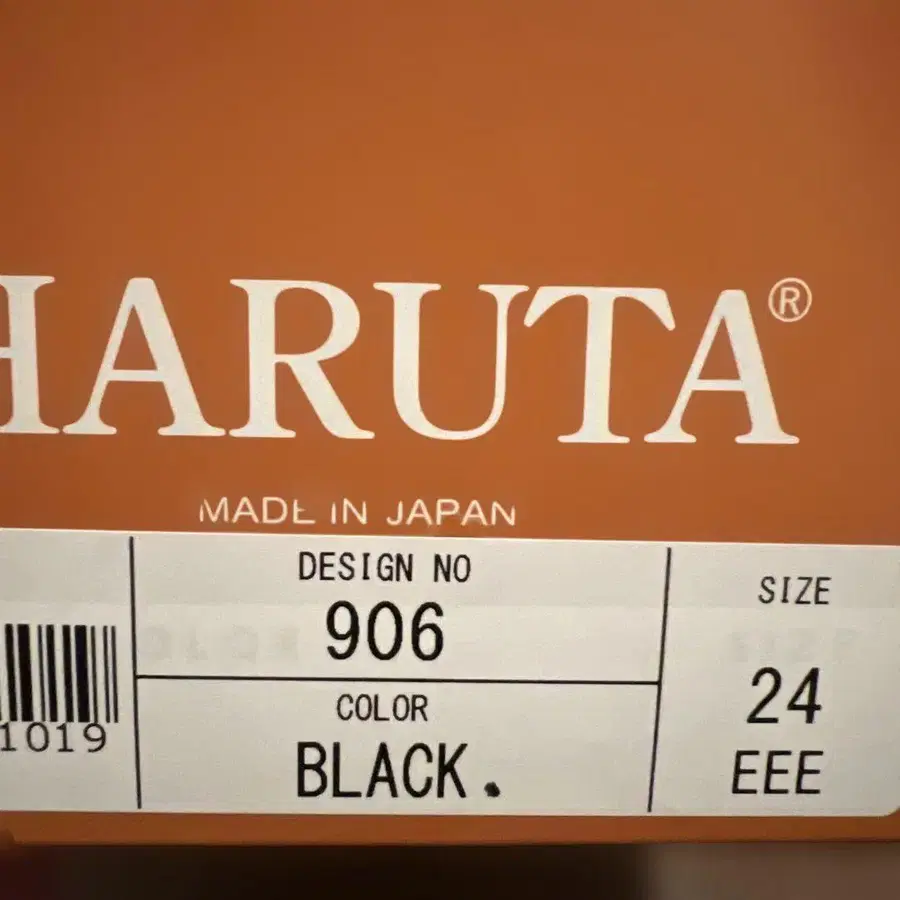 HARUTA®
MADE IN JAPAN
DESIGN NO
906
COLOR
BLACK.
SIZE
24
EEE
1019